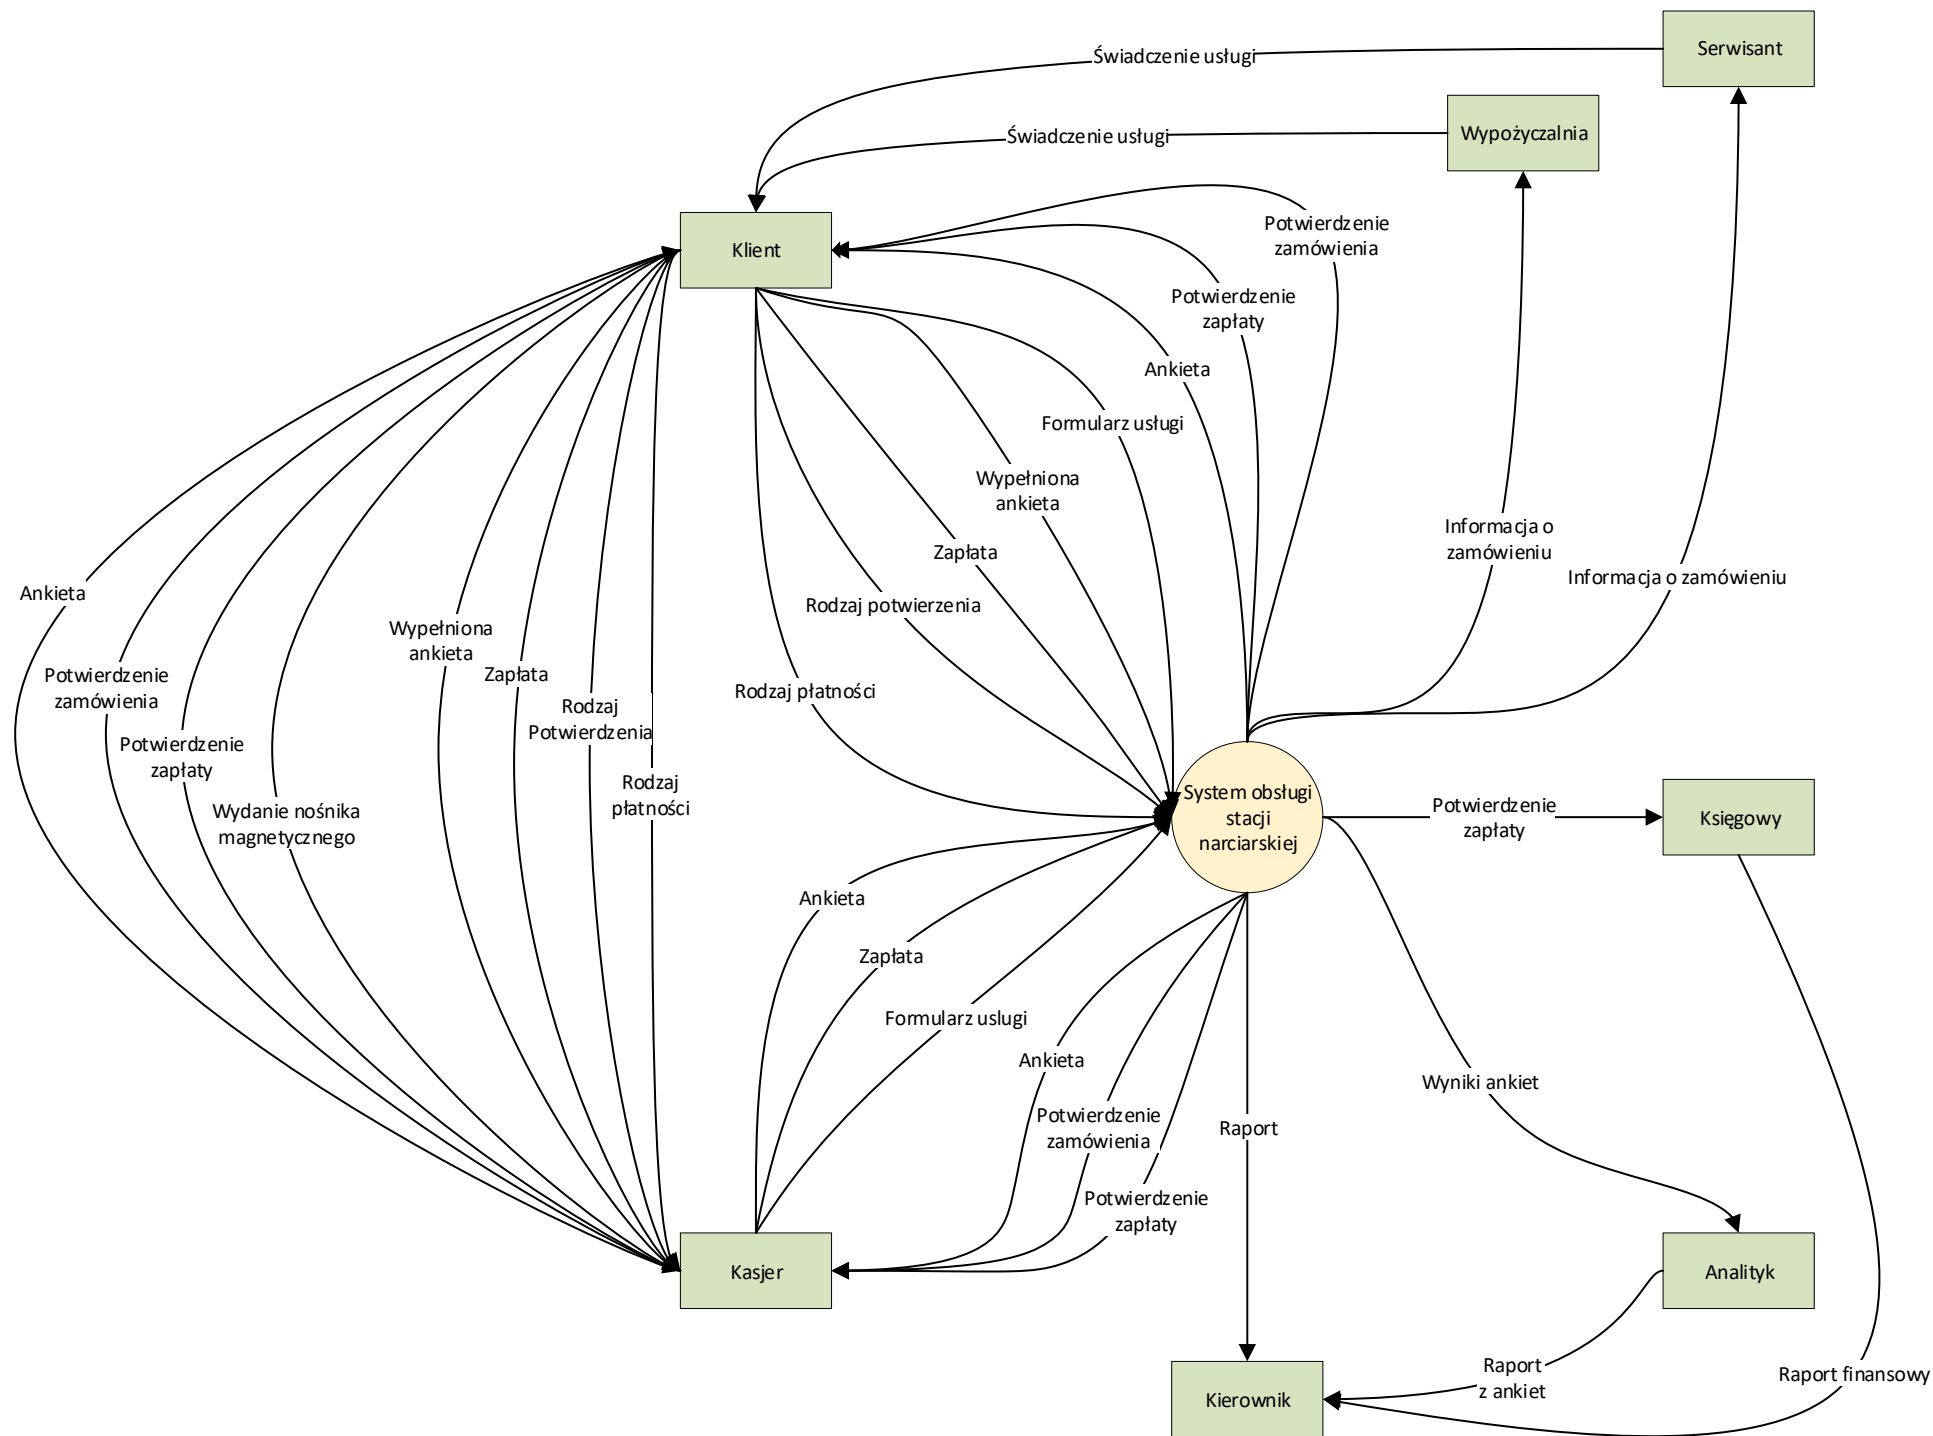 Serwisant
Świadczenie usługi
Wypożyczalnia
Świadczenie usługi
Klient
Potwierdzenie
zamówienia
Potwierdzenie
zapłaty
Ankieta
Formularz usługi
Wypełniona
ankieta
Zapłata
Informacja o
zamówieniu
Informacja o zamówieniu
Ankieta
Rodzaj potwierzenia
Wypełniona
ankieta
Zapłata
Potwierdzenie
zamówienia
Rodzaj płatności
Rodzaj
Potwierdzenia
Potwierdzenie
zapłaty
Rodzaj
płatności
Wydanie nośnika
magnetycznego
System obsługi
stacji
narciarskiej
Potwierdzenie
zapłaty
Księgowy
Ankieta
Zapłata
Formularz uslugi
Ankieta
Wyniki ankiet
Potwierdzenie
zamówienia
Raport
Potwierdzenie
zapłaty
Kasjer
Analityk
Raport
z ankiet
Raport finansowy
Kierownik